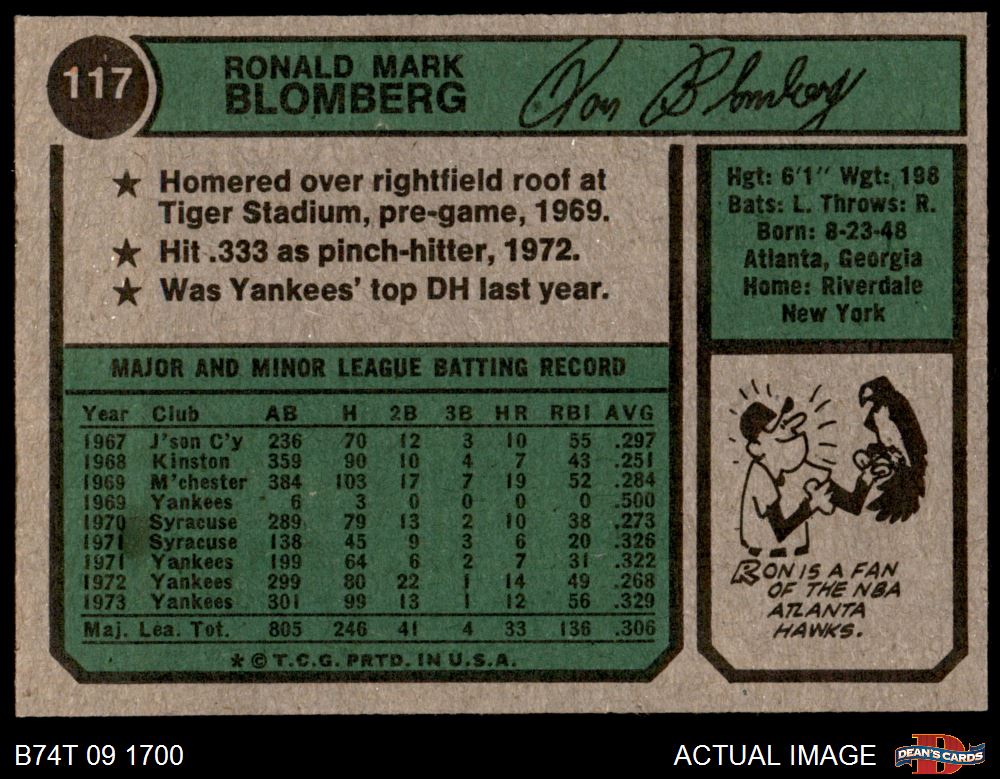 117
RONALD MARK
BLOMBERG
Ron Blomberg
★ Homered over rightfield roof at
Tiger Stadium, pre-game, 1969.
★ Hit .333 as pinch-hitter, 1972.
★ Was Yankees' top DH last year.
Hgt: 6'1" Wgt: 198
Bats: L. Throws: R.
Born: 8-23-48
Atlanta, Georgia
Home: Riverdale
New York
MAJOR AND MINOR LEAGUE BATTING RECORD
Year Club AB H 2B 3B HR RBI AVG
1967 J'son C'y 236 70 12 3 10 55 .297
1968 Kinston 359 90 10 4 7 43 .251
1969 M'chester 384 103 17 7 19 52 .284
1969 Yankees 6 3 0 0 0 0 .500
1970 Syracuse 289 79 13 2 10 38 .273
1971 Syracuse 138 45 9 3 6 20 .326
1971 Yankees 199 64 6 2 7 31 .322
1972 Yankees 299 80 22 1 14 49 .268
1973 Yankees 301 99 13 1 12 56 .329
Maj. Lea. Tot. 805 246 41 4 33 136 .306
★ © T.C.G. PRTD. IN U.S.A.
RON IS A FAN
OF THE NBA
ATLANTA
HAWKS.
B74T 09 1700
ACTUAL IMAGE
DEAN'S CARDS